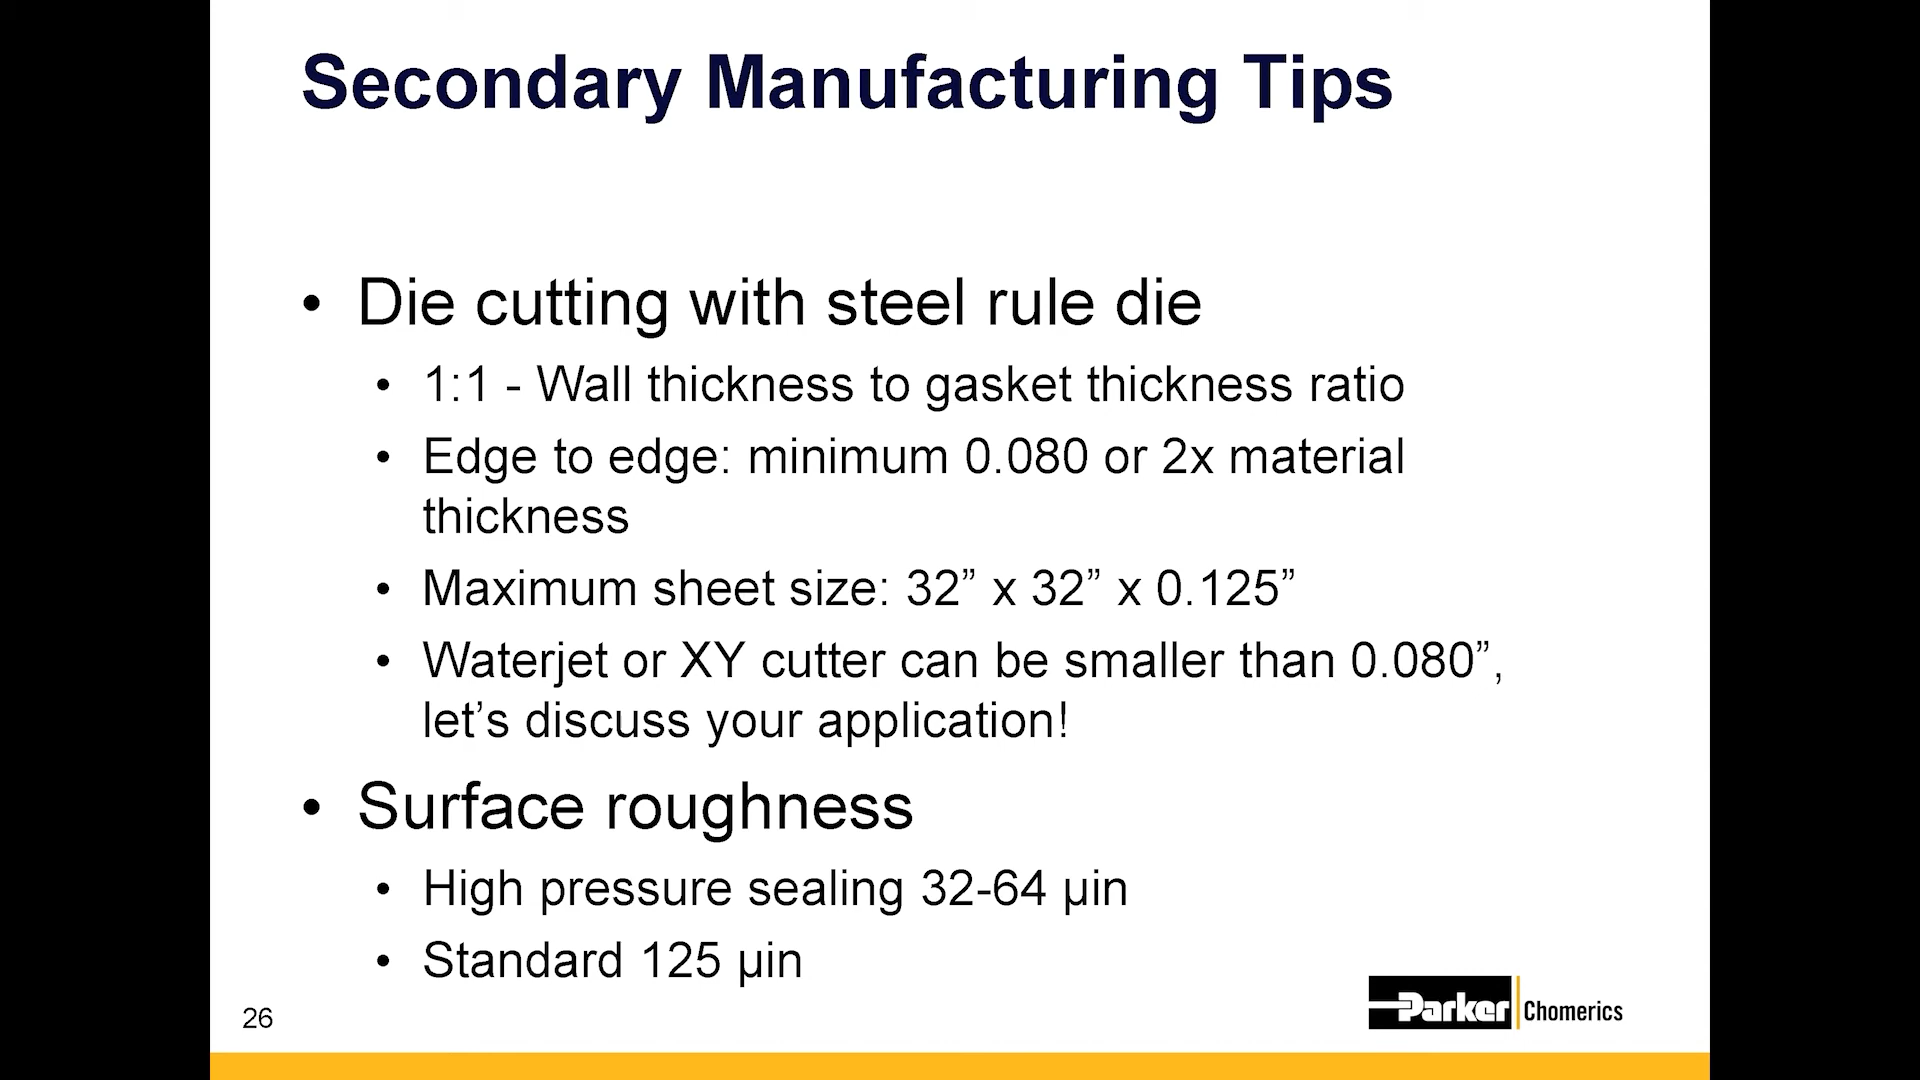 Secondary Manufacturing Tips
• Die cutting with steel rule die
• 1:1 - Wall thickness to gasket thickness ratio
• Edge to edge: minimum 0.080 or 2x material
thickness
• Maximum sheet size: 32” x 32” x 0.125”
• Waterjet or XY cutter can be smaller than 0.080”,
let’s discuss your application!
• Surface roughness
• High pressure sealing 32-64 μin
• Standard 125 μin
26
Parker Chomerics